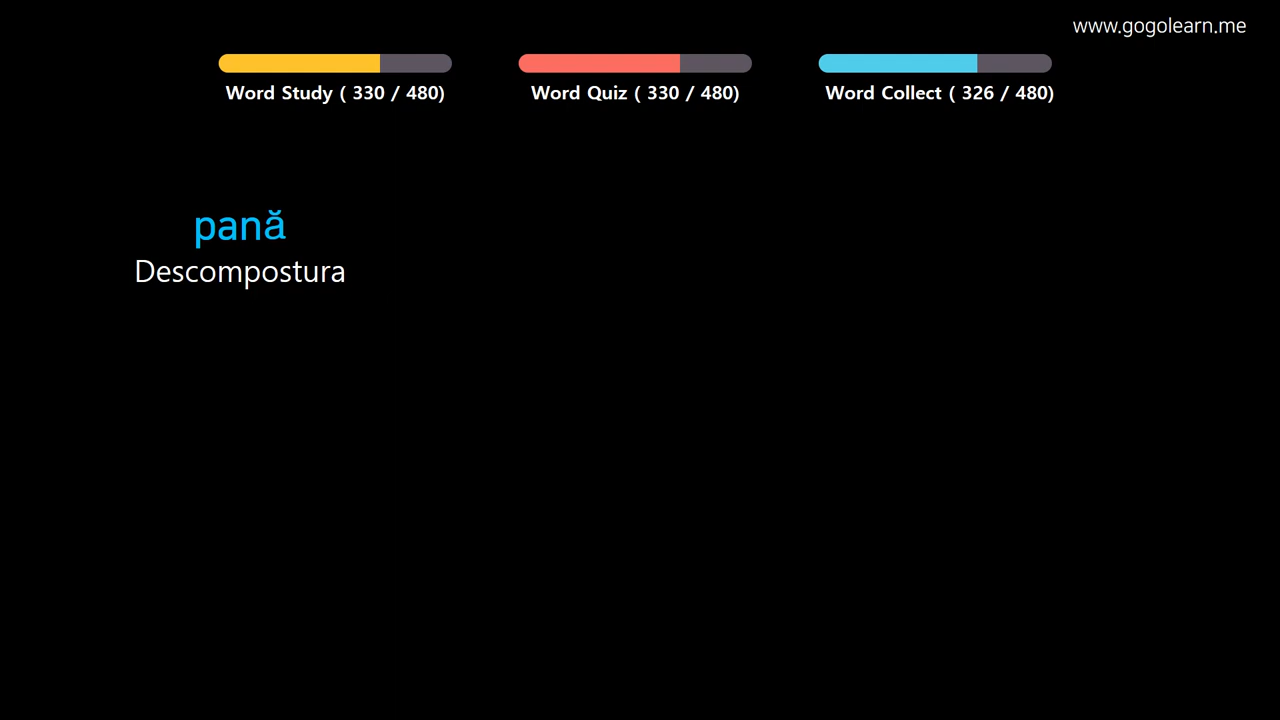 www.gogolearn.me
Word Study ( 330 / 480)
Word Quiz ( 330 / 480)
Word Collect ( 326 / 480)
pană
Descompostura